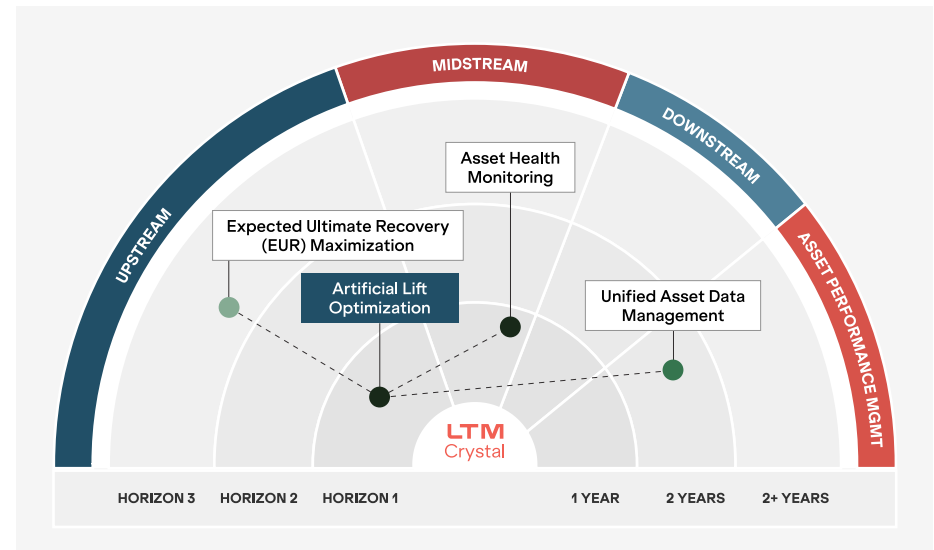 MIDSTREAM
DOWNSTREAM
UPSTREAM
ASSET PERFORMANCE MGMT
Asset Health
Monitoring
Expected Ultimate Recovery
(EUR) Maximization
Artificial Lift
Optimization
Unified Asset Data
Management
LTM
Crystal
HORIZON 3 HORIZON 2 HORIZON 1 1 YEAR 2 YEARS 2+ YEARS